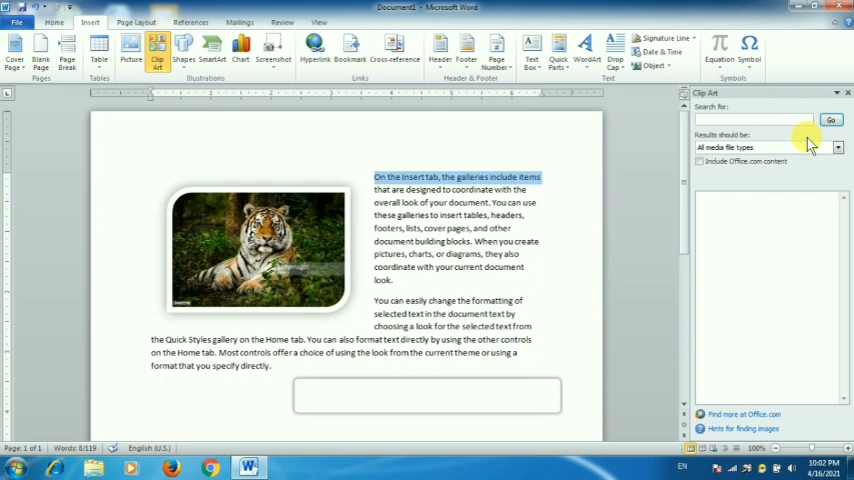 Document1 - Microsoft Word
File Home Insert Page Layout References Mailings Review View
Cover Page Blank Page Page Break Table Picture Clip Art Shapes SmartArt Chart Screenshot Hyperlink Bookmark Cross-reference Header Footer Page Number Text Box Quick Parts WordArt Drop Cap Signature Line Date & Time Object Equation Symbol
Pages Tables Illustrations Links Header & Footer Text Symbols
Clip Art
Search for:
Go
Results should be:
All media file types
Include Office.com content
On the Insert tab, the galleries include items
that are designed to coordinate with the
overall look of your document. You can use
these galleries to insert tables, headers,
footers, lists, cover pages, and other
document building blocks. When you create
pictures, charts, or diagrams, they also
coordinate with your current document
look.
You can easily change the formatting of
selected text in the document text by
choosing a look for the selected text from
the Quick Styles gallery on the Home tab. You can also format text directly by using the other controls
on the Home tab. Most controls offer a choice of using the look from the current theme or using a
format that you specify directly.
Find more at Office.com
Hints for finding images
Page: 1 of 1 Words: 8/119 English (U.S.) 100%
EN 10:02 PM
4/16/2021